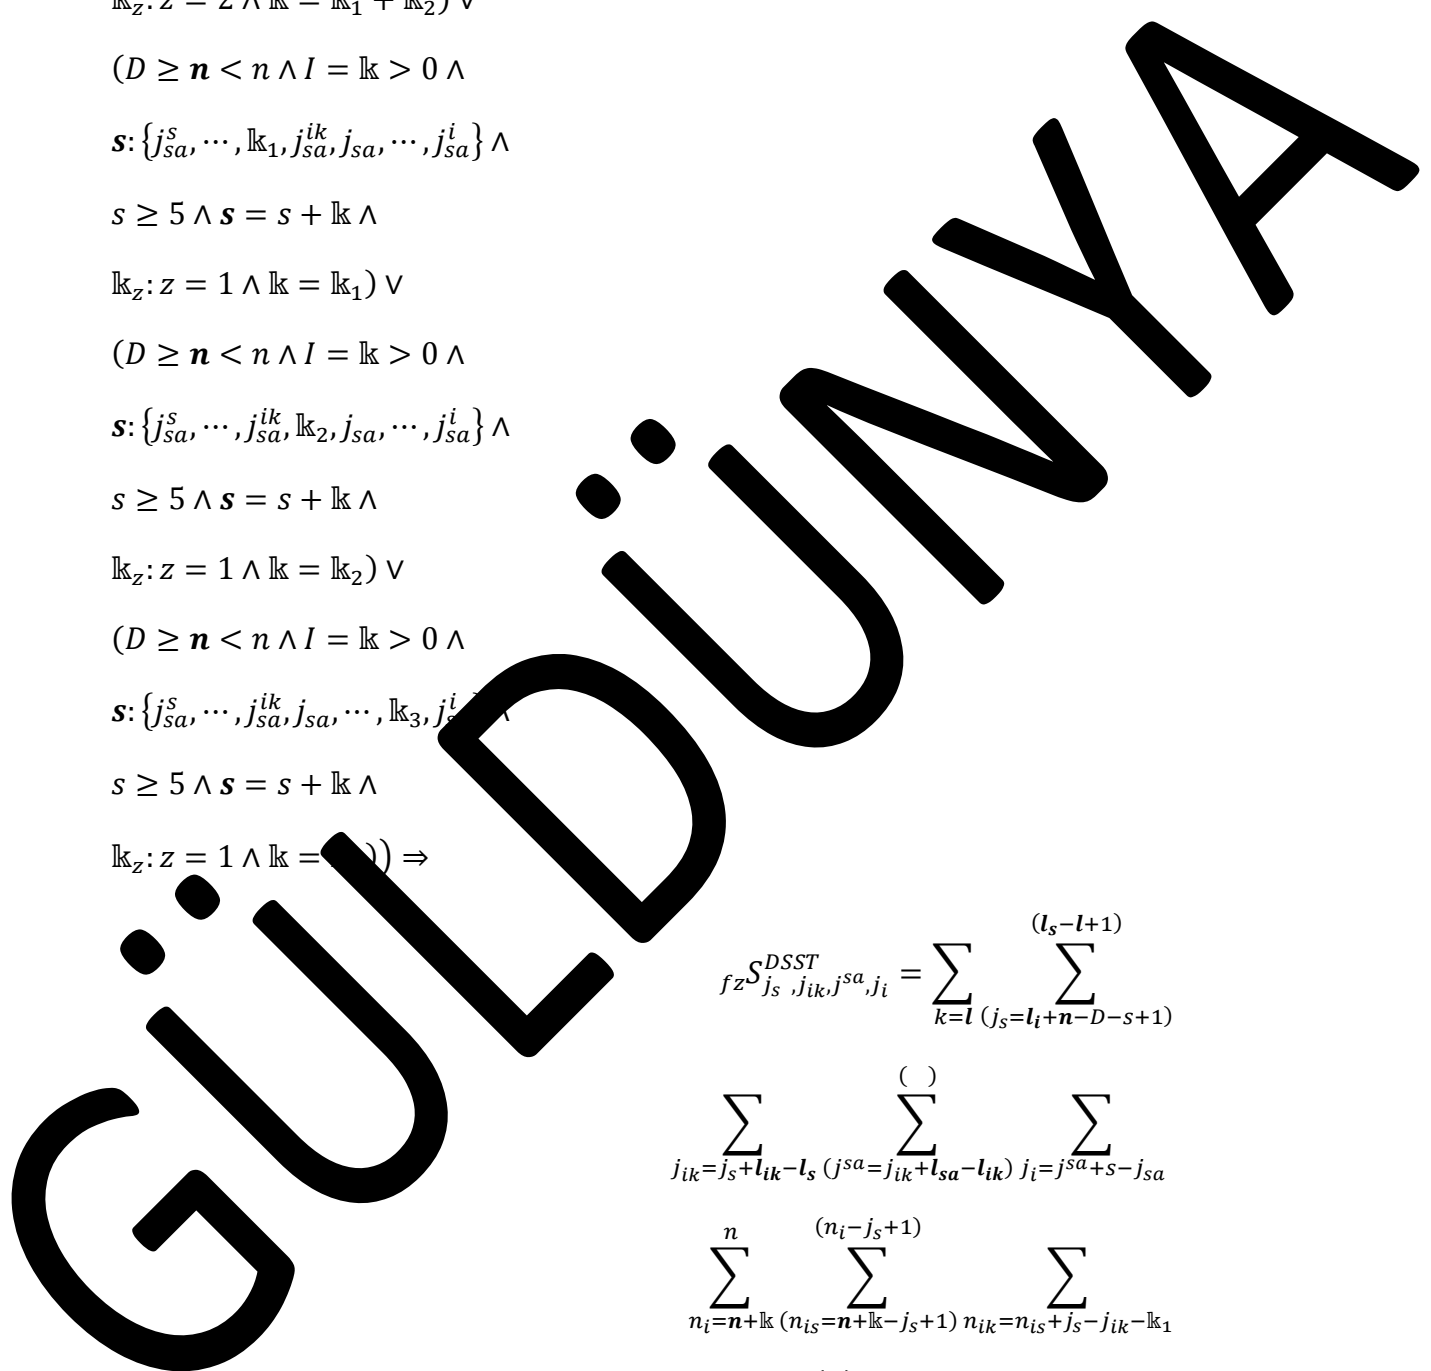 𝕜_z: z = 2 ∧ 𝕜 = 𝕜_1 + 𝕜_2) ∨
(D ≥ 𝒏 < n ∧ I = 𝕜 > 0 ∧
𝒔: {j_{sa}^{s}, ⋯, 𝕜_1, j_{sa}^{ik}, j_{sa}, ⋯, j_{sa}^{i}} ∧
s ≥ 5 ∧ 𝒔 = s + 𝕜 ∧
𝕜_z: z = 1 ∧ 𝕜 = 𝕜_1) ∨
(D ≥ 𝒏 < n ∧ I = 𝕜 > 0 ∧
𝒔: {j_{sa}^{s}, ⋯, j_{sa}^{ik}, 𝕜_2, j_{sa}, ⋯, j_{sa}^{i}} ∧
s ≥ 5 ∧ 𝒔 = s + 𝕜 ∧
𝕜_z: z = 1 ∧ 𝕜 = 𝕜_2) ∨
(D ≥ 𝒏 < n ∧ I = 𝕜 > 0 ∧
𝒔: {j_{sa}^{s}, ⋯, j_{sa}^{ik}, j_{sa}, ⋯, 𝕜_3, j^{i} ∧
s ≥ 5 ∧ 𝒔 = s + 𝕜 ∧
𝕜_z: z = 1 ∧ 𝕜 = )) ⇒
_{fz}S_{j_s, j_{ik}, j^{sa}, j_i}^{DSST} = ∑_{k=𝒍} ∑_{(j_s=𝒍_𝒊+𝒏−D−s+1)}^{(𝒍_𝒔−𝒍+1)}
∑_{j_{ik}=j_s+𝒍_{𝒊𝒌}−𝒍_𝒔} ∑_{(j^{sa}=j_{ik}+𝒍_{𝒔𝒂}−𝒍_{𝒊𝒌})}^{( )} ∑_{j_i=j^{sa}+s−j_{sa}}
∑_{n_i=𝒏+𝕜}^{n} ∑_{(n_{is}=𝒏+𝕜−j_s+1)}^{(n_i−j_s+1)} ∑_{n_{ik}=n_{is}+j_s−j_{ik}−𝕜_1}
GÜLDÜNYA